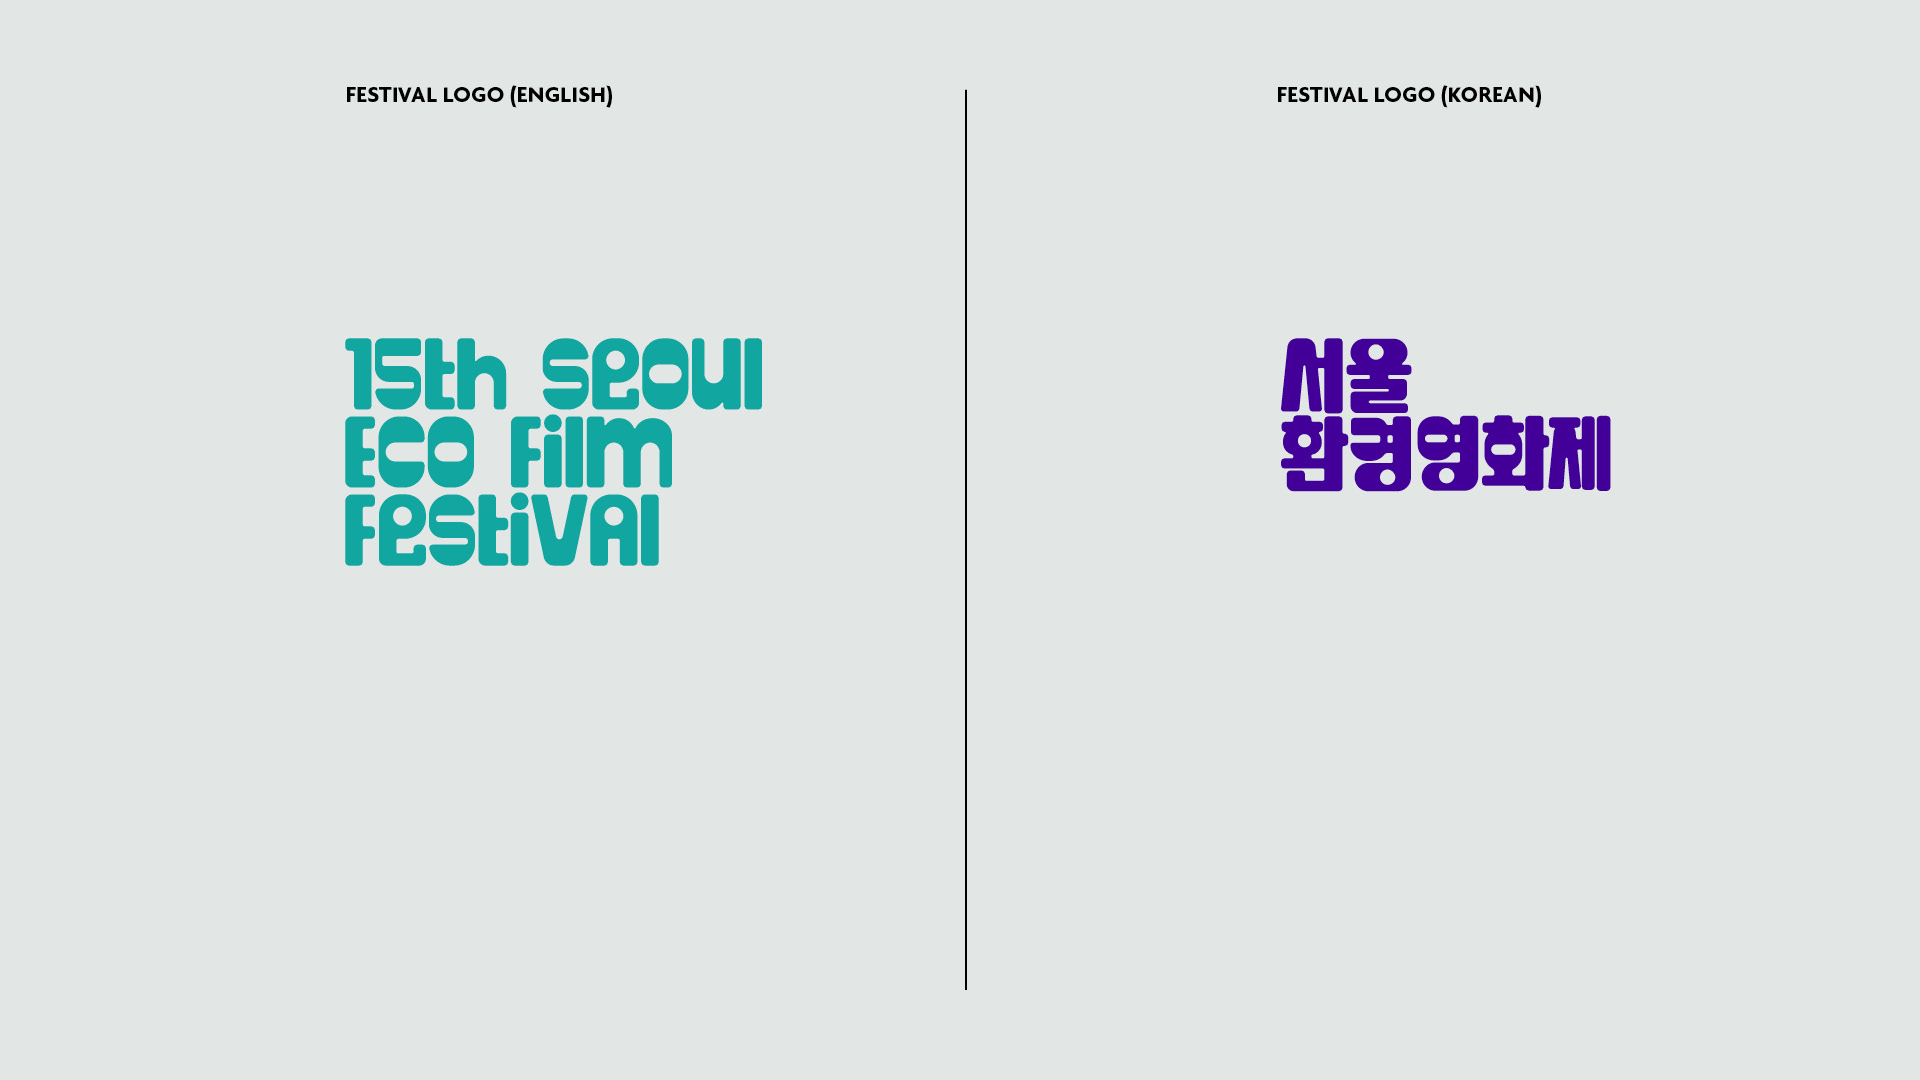 FESTIVAL LOGO (ENGLISH)
15th Seoul
Eco Film
Festival
FESTIVAL LOGO (KOREAN)
서울
환경영화제